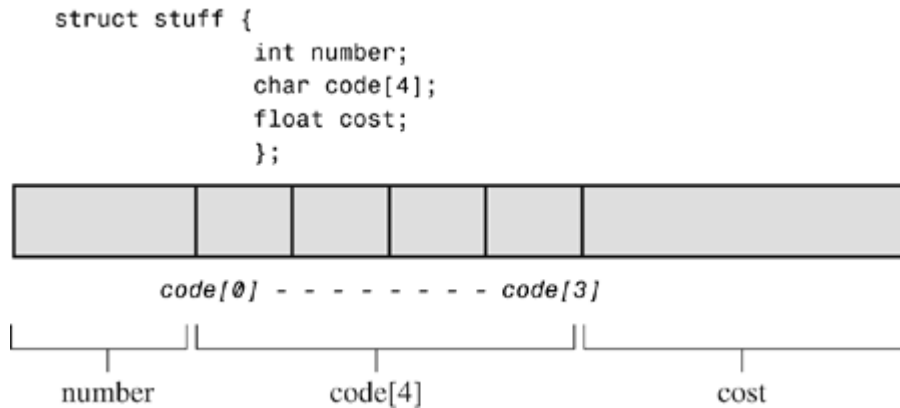 struct stuff {
int number;
char code[4];
float cost;
};
code[0] - - - - - - - - code[3]
number code[4] cost